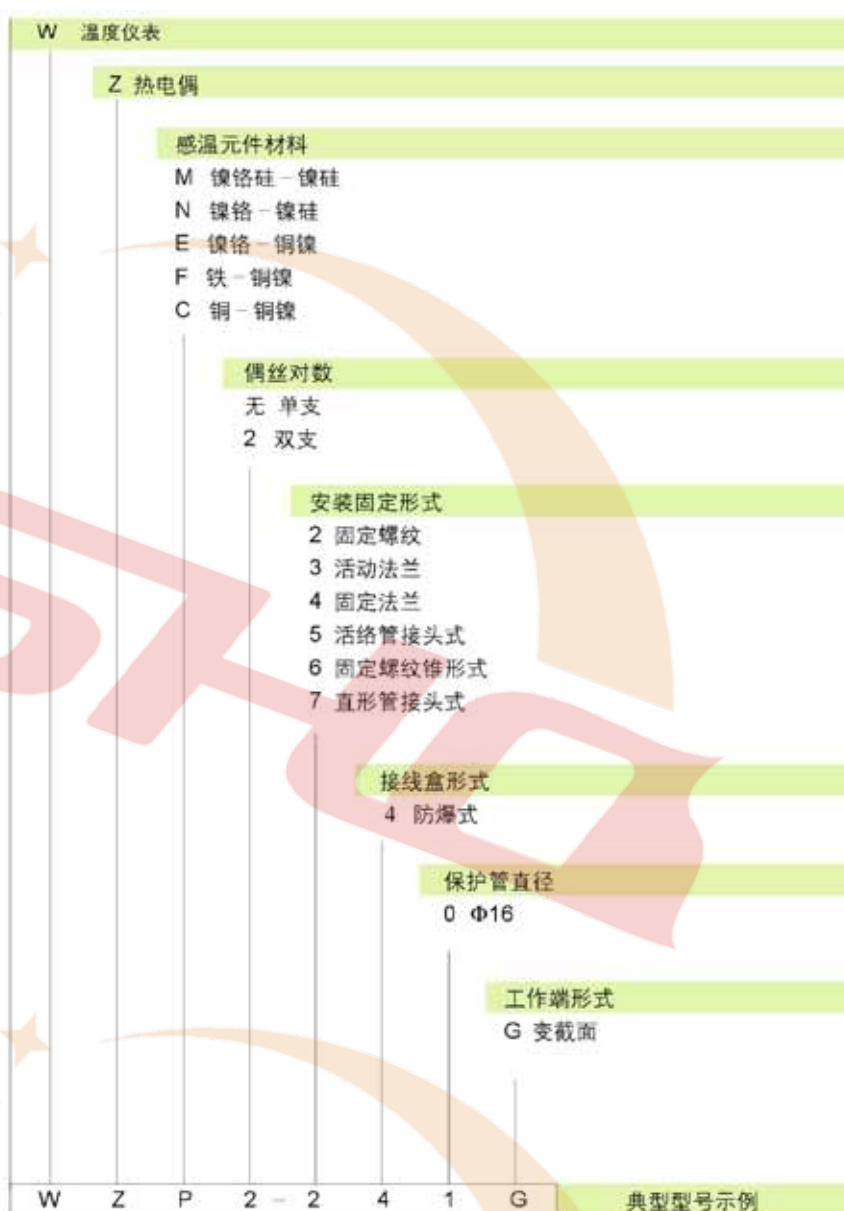 W 温度仪表
Z 热电偶
感温元件材料
M 镍铬硅-镍硅
N 镍铬-镍硅
E 镍铬-铜镍
F 铁-铜镍
C 铜-铜镍
偶丝对数
无 单支
2 双支
安装固定形式
2 固定螺纹
3 活动法兰
4 固定法兰
5 活络管接头式
6 固定螺纹锥形式
7 直形管接头式
接线盒形式
4 防爆式
保护管直径
0 Φ16
工作端形式
G 变截面
W Z P 2 - 2 4 1 G 典型型号示例